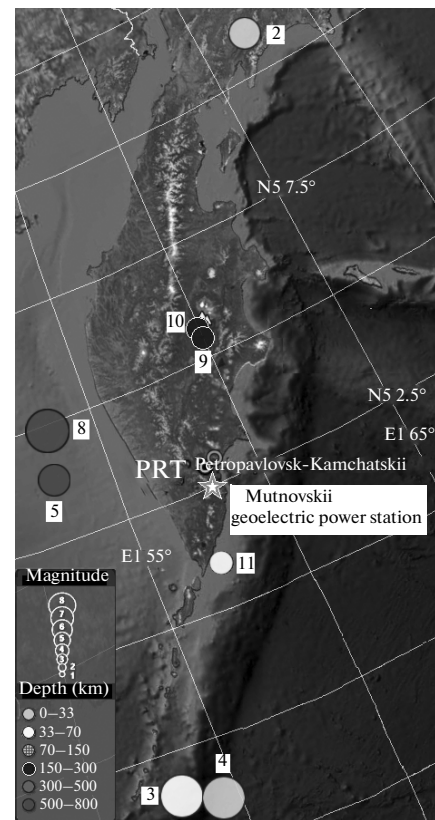 2
N5 7.5°
10
9
N5 2.5°
E1 65°
8
PRT
Petropavlovsk-Kamchatskii
5
Mutnovskii
geoelectric power station
E1 55°
11
Magnitude
8
7
6
5
4
3
2
1
Depth (km)
0–33
33–70
70–150
150–300
300–500
500–800
4
3